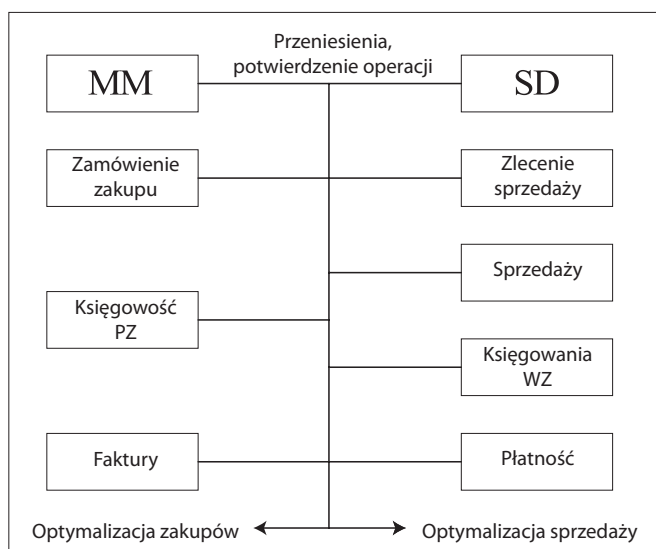 Przeniesienia,
potwierdzenie operacji
MM
SD
Zamówienie
zakupu
Zlecenie
sprzedaży
Sprzedaży
Księgowość
PZ
Księgowania
WZ
Faktury
Płatność
Optymalizacja zakupów
Optymalizacja sprzedaży